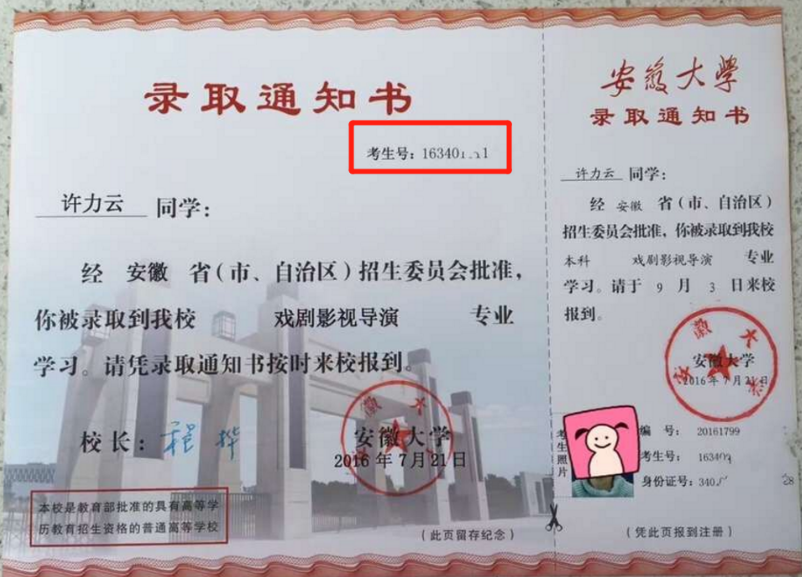 录取通知书
考生号：16340
许力云 同学：
经 安徽 省（市、自治区）招生委员会批准，
你被录取到我校 戏剧影视导演 专业
学习。请凭录取通知书按时来校报到。
校长：程桦
安徽大学
2016年7月21日
本校是教育部批准的具有高等学
历教育招生资格的普通高等学校
（此页留存纪念）
安徽大学
录取通知书
许力云 同学：
经 安徽 省（市、自治区）
招生委员会批准，你被录取到我校
本科 戏剧影视导演 专业
学习。请于 9 月 3 日来校
报到。
安徽大学
2016年7月21日
考生照片
编 号：20161799
考生号：16340
身份证号：340
28
（凭此页报到注册）